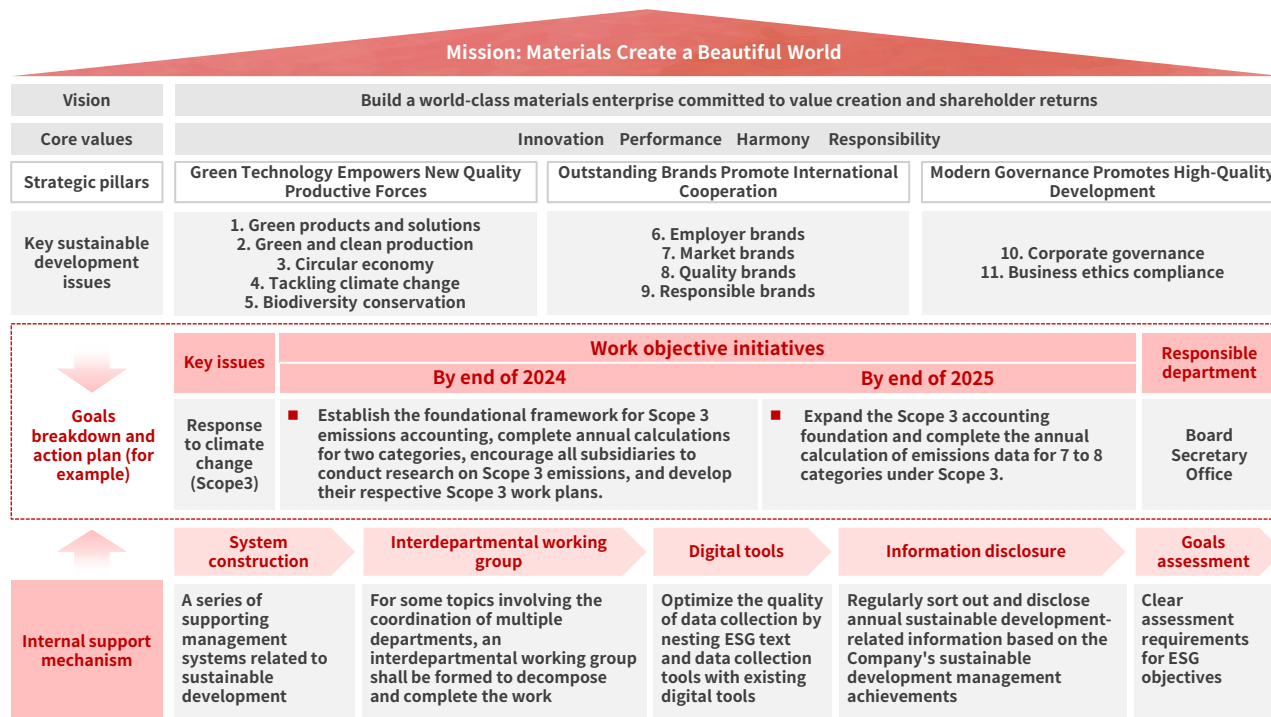 Mission: Materials Create a Beautiful World
Vision
Build a world-class materials enterprise committed to value creation and shareholder returns
Core values
Innovation Performance Harmony Responsibility
Strategic pillars
Green Technology Empowers New Quality
Productive Forces
Outstanding Brands Promote International
Cooperation
Modern Governance Promotes High-Quality
Development
Key sustainable
development
issues
1. Green products and solutions
2. Green and clean production
3. Circular economy
4. Tackling climate change
5. Biodiversity conservation
6. Employer brands
7. Market brands
8. Quality brands
9. Responsible brands
10. Corporate governance
11. Business ethics compliance
Goals
breakdown and
action plan (for
example)
Key issues
Work objective initiatives
By end of 2024
By end of 2025
Responsible
department
Response
to climate
change
(Scope3)
Establish the foundational framework for Scope 3
emissions accounting, complete annual calculations
for two categories, encourage all subsidiaries to
conduct research on Scope 3 emissions, and develop
their respective Scope 3 work plans.
Expand the Scope 3 accounting
foundation and complete the annual
calculation of emissions data for 7 to 8
categories under Scope 3.
Board
Secretary
Office
Internal support
mechanism
System
construction
Interdepartmental working
group
Digital tools
Information disclosure
Goals
assessment
A series of
supporting
management
systems related to
sustainable
development
For some topics involving the
coordination of multiple
departments, an
interdepartmental working group
shall be formed to decompose
and complete the work
Optimize the quality
of data collection by
nesting ESG text
and data collection
tools with existing
digital tools
Regularly sort out and disclose
annual sustainable development-
related information based on the
Company's sustainable
development management
achievements
Clear
assessment
requirements
for ESG
objectives